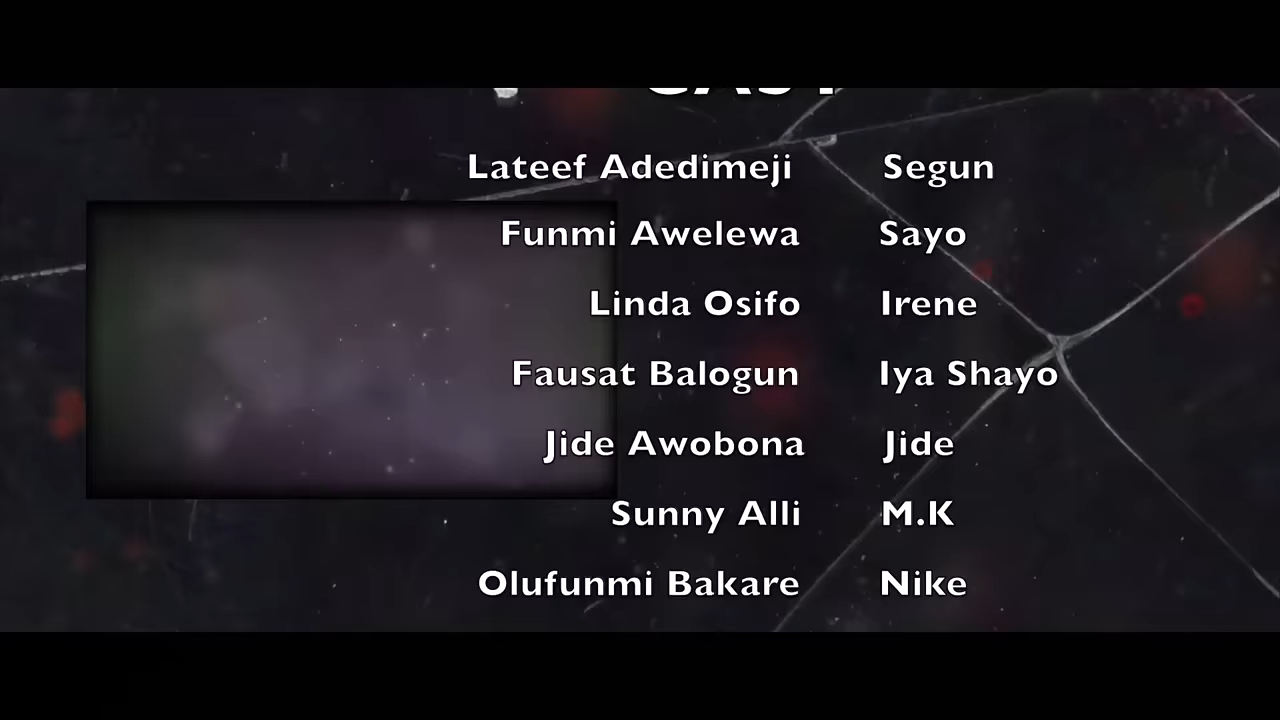 CAST
Lateef Adedimeji Segun
Funmi Awelewa Sayo
Linda Osifo Irene
Fausat Balogun Iya Shayo
Jide Awobona Jide
Sunny Alli M.K
Olufunmi Bakare Nike